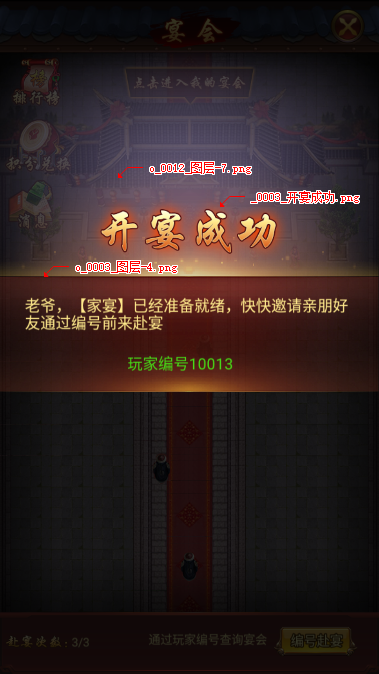 宴会
点击进入我的宴会
排行榜
积分兑换
o_0012_图层-7.png
消息
_0003_开宴成功.png
开宴成功
o_0003_图层-4.png
老爷，【家宴】已经准备就绪，快快邀请亲朋好
友通过编号前来赴宴
玩家编号10013
赴宴次数：3/3
通过玩家编号查询宴会
编号赴宴